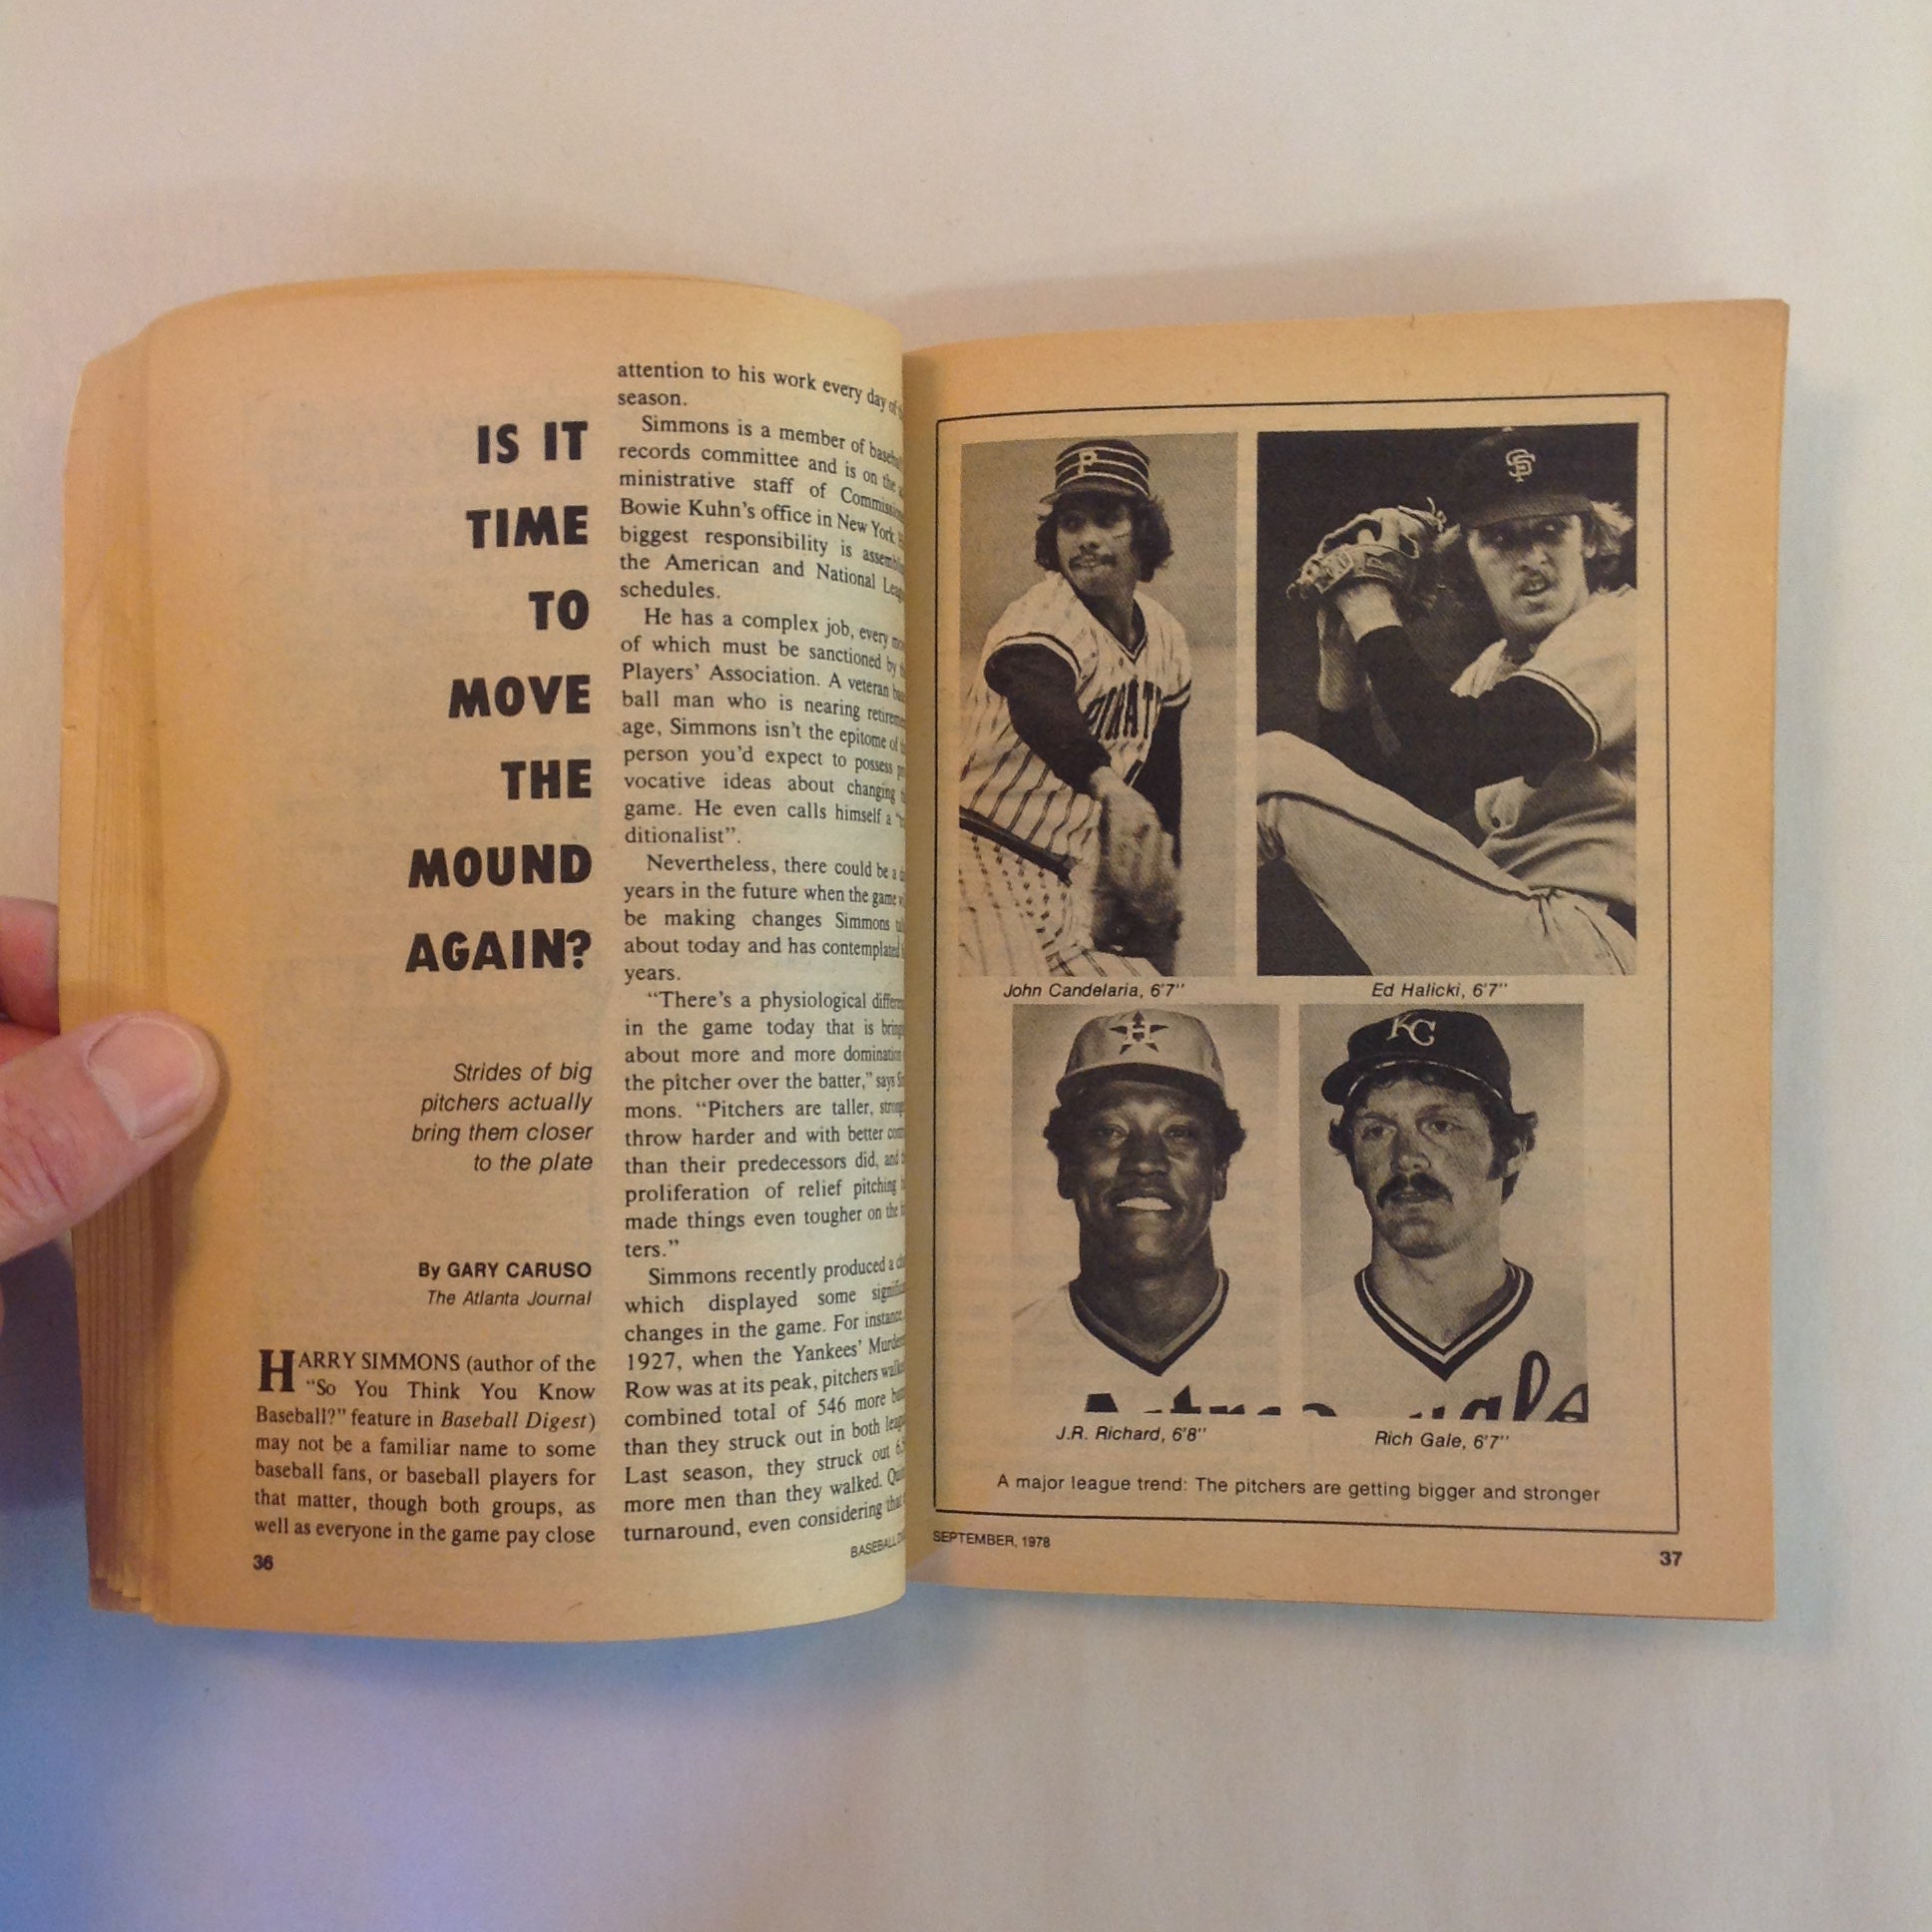 IS IT
TIME
TO
MOVE
THE
MOUND
AGAIN?
Strides of big
pitchers actually
bring them closer
to the plate
By GARY CARUSO
The Atlanta Journal
HARRY SIMMONS (author of the
"So You Think You Know
Baseball?" feature in Baseball Digest)
may not be a familiar name to some
baseball fans, or baseball players for
that matter, though both groups, as
well as everyone in the game pay close
36
attention to his work every day of
season.
Simmons is a member of
records committee and is on the
ministrative staff of
Bowie Kuhn's office in New York
biggest responsibility is
the American and National
schedules.
He has a complex job, every
of which must be sanctioned by
Players' Association. A veteran
ball man who is nearing
age, Simmons isn't the epitome of
person you'd expect to possess
vocative ideas about changing
game. He even calls himself a
ditionalist".
Nevertheless, there could be a
years in the future when the game
be making changes Simmons
about today and has contemplated
years.
"There's a physiological
in the game today that is
about more and more domination
the pitcher over the batter," says
mons. "Pitchers are taller,
throw harder and with better
than their predecessors did, and
proliferation of relief pitching
made things even tougher on the
ters."
Simmons recently produced a
which displayed some
changes in the game. For instance,
1927, when the Yankees'
Row was at its peak, pitchers
combined total of 546 more
than they struck out in both
Last season, they struck out
more men than they walked.
turnaround, even considering that
BASEBALL
P
SF
John Candelaria, 6'7"
Ed Halicki, 6'7"
H
KC
J.R. Richard, 6'8"
Rich Gale, 6'7"
A major league trend: The pitchers are getting bigger and stronger
SEPTEMBER, 1978
37